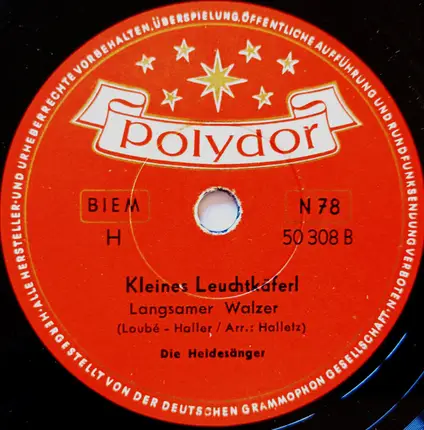 ALLE HERSTELLER- UND URHEBERRECHTE VORBEHALTEN, ÜBERSPIELUNG, ÖFFENTLICHE AUFFÜHRUNG UND RUNDFUNKSENDUNG VERBOTEN.
polydor
BIEM
N 78
H
50 308 B
Kleines Leuchtkäferl
Langsamer Walzer
(Loubé - Haller / Arr.: Halletz)
Die Heidesänger
HERGESTELLT VON DER DEUTSCHEN GRAMMOPHON GESELLSCHAFT